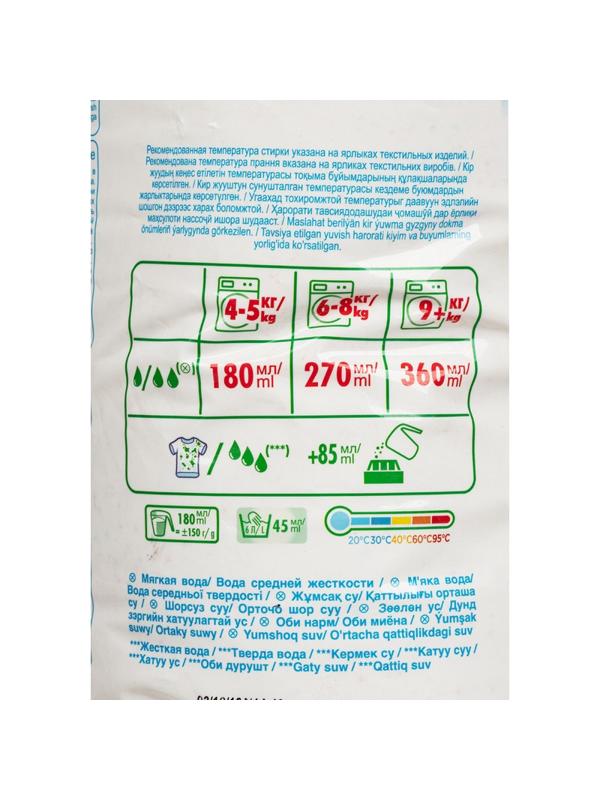 Рекомендованная температура стирки указана на ярлыках текстильных изделий. /
Рекомендована температура прання вказана на ярликах текстильних виробів. / Кір
жуудың кеңес етілетін температурасы тоқыма бұйымдарының құлақшаларында
көрсетілген. / Кир жуугтун сунушталган температурасы кездеме буюмдардын
жарлыктарында көрсөтүлгөн. / Угаахад тохиромжтой температурыг даавуун эдлэлийн
шошгон дээрээс харах боломжтой. / Ҳарорати тавсиядодашудаи ҷомашӯй дар ёрлиқи
маҳсулоти нассоҷӣ ишора шудааст. / Maslahat berilýän kir ýuwma gyzgyny dokma
önümleriň ýarlygynda görkezilen. / Tavsiya etilgan yuvish harorati kiyim va buyumlarning
yorlig'ida ko'rsatilgan.
4-5 кг/kg 6-8 кг/kg 9+ кг/kg
/ (⊗) 180 мл/ml 270 мл/ml 360 мл/ml
/ (***) +85 мл/ml
180 мл/ml = ±150 г/g 6 Л/L 45 мл/ml
20°C 30°C 40°C 60°C 95°C
⊗ Мягкая вода/ Вода средней жесткости / ⊗ М'яка вода/
Вода середньої твердості / ⊗ Жұмсақ су/ Қаттылығы орташа
су / ⊗ Шорсуз суу/ Орточо шор суу / ⊗ Зөөлөн ус/ Дунд
зэргийн хатуулагтай ус / ⊗ Оби нарм/ Оби миёна / ⊗ Ýumşak
suwy/ Ortaky suwy / ⊗ Yumshoq suv/ O'rtacha qattiqlikdagi suv
***Жесткая вода / ***Тверда вода / ***Кермек су / ***Катуу суу /
***Хатуу ус / ***Оби дурушт / ***Gaty suw / ***Qattiq suv